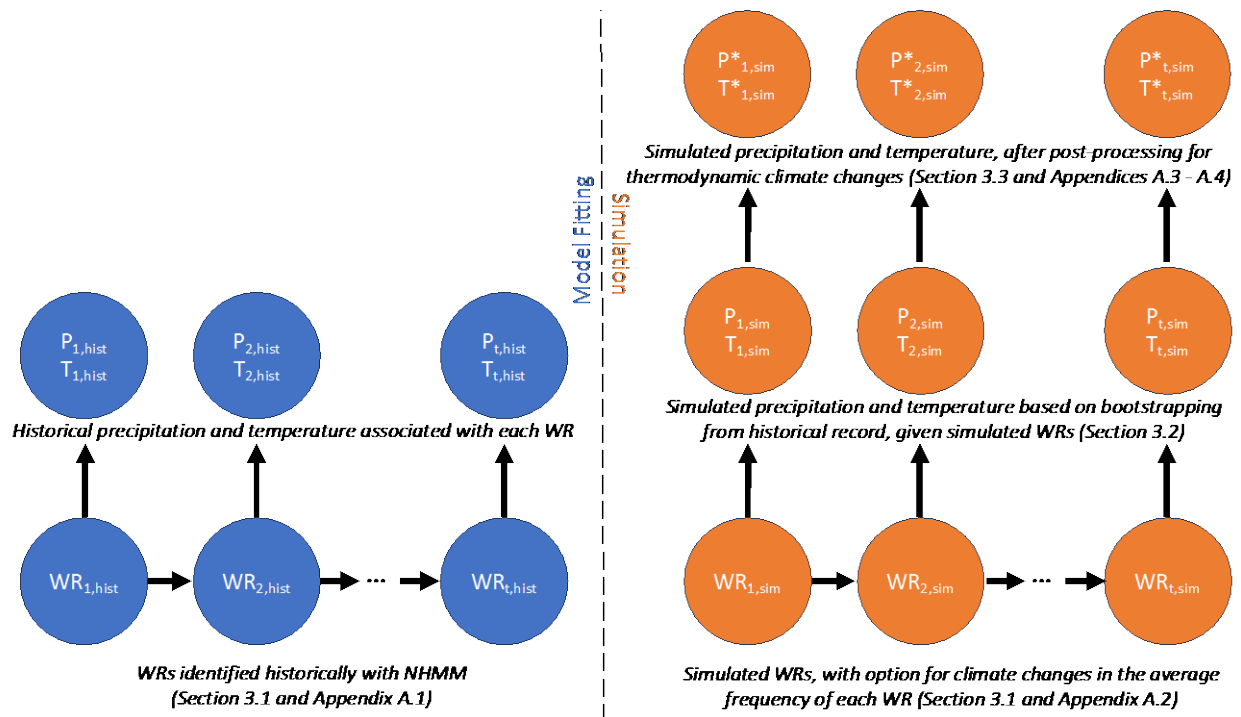 P1,hist
T1,hist
P2,hist
T2,hist
Pt,hist
Tt,hist
Historical precipitation and temperature associated with each WR
WR1,hist
WR2,hist
...
WRt,hist
WRs identified historically with NHMM
(Section 3.1 and Appendix A.1)
Model Fitting
Simulation
P*1,sim
T*1,sim
P*2,sim
T*2,sim
P*t,sim
T*t,sim
Simulated precipitation and temperature, after post-processing for
thermodynamic climate changes (Section 3.3 and Appendices A.3 - A.4)
P1,sim
T1,sim
P2,sim
T2,sim
Pt,sim
Tt,sim
Simulated precipitation and temperature based on bootstrapping
from historical record, given simulated WRs (Section 3.2)
WR1,sim
WR2,sim
...
WRt,sim
Simulated WRs, with option for climate changes in the average
frequency of each WR (Section 3.1 and Appendix A.2)